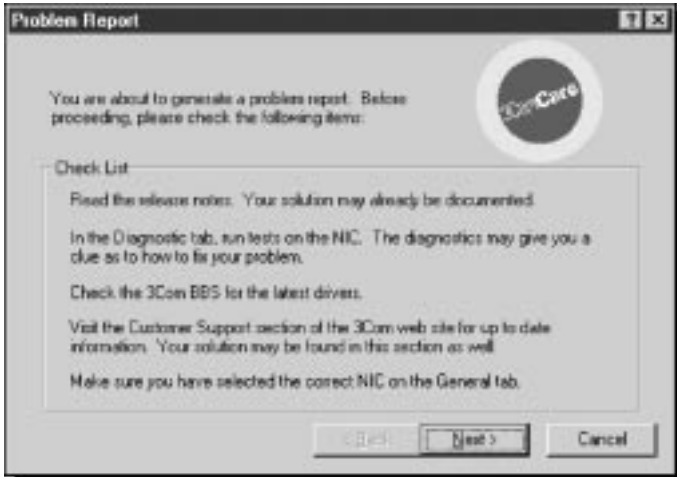 Problem Report
You are about to generate a problem report. Before
proceeding, please check the following items:
3ComCare
Check List
Read the release notes. Your solution may already be documented.
In the Diagnostic tab, run tests on the NIC. The diagnostics may give you a
clue as to how to fix your problem.
Check the 3Com BBS for the latest drivers.
Visit the Customer Support section of the 3Com web site for up to date
information. Your solution may be found in this section as well
Make sure you have selected the correct NIC on the General tab.
< Back
Next >
Cancel